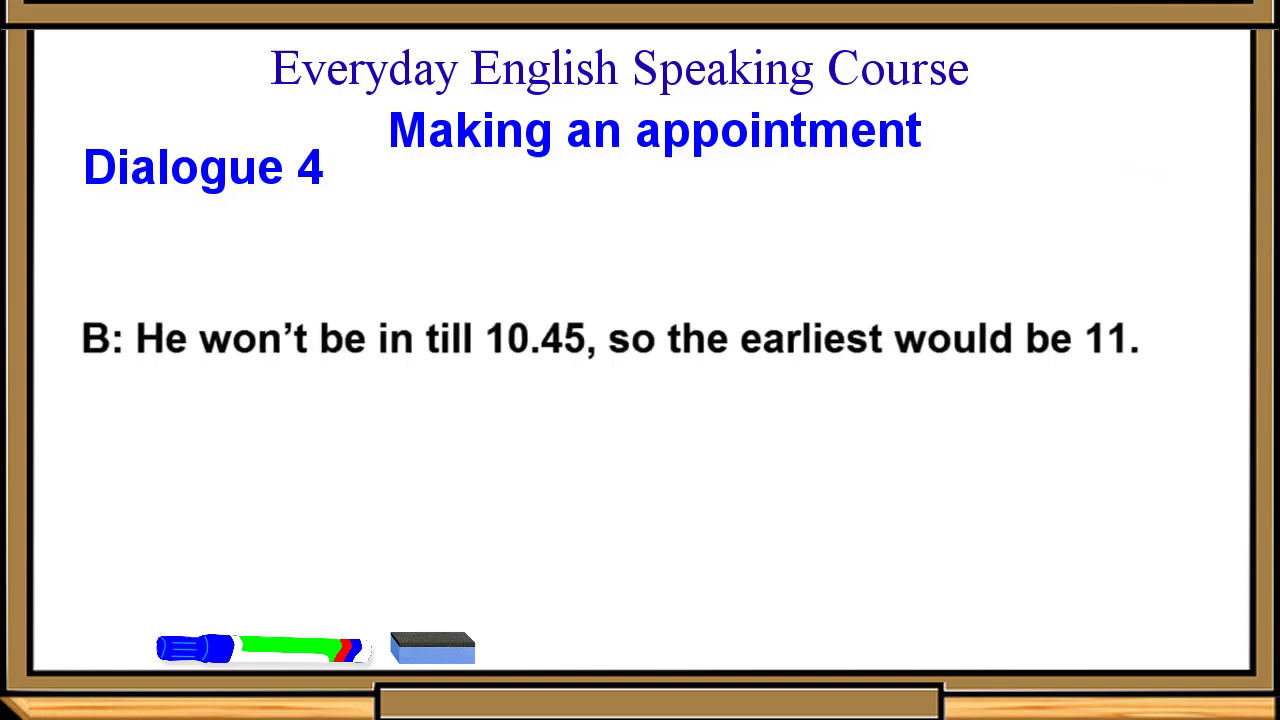 Everyday English Speaking Course
Making an appointment
Dialogue 4
B: He won’t be in till 10.45, so the earliest would be 11.